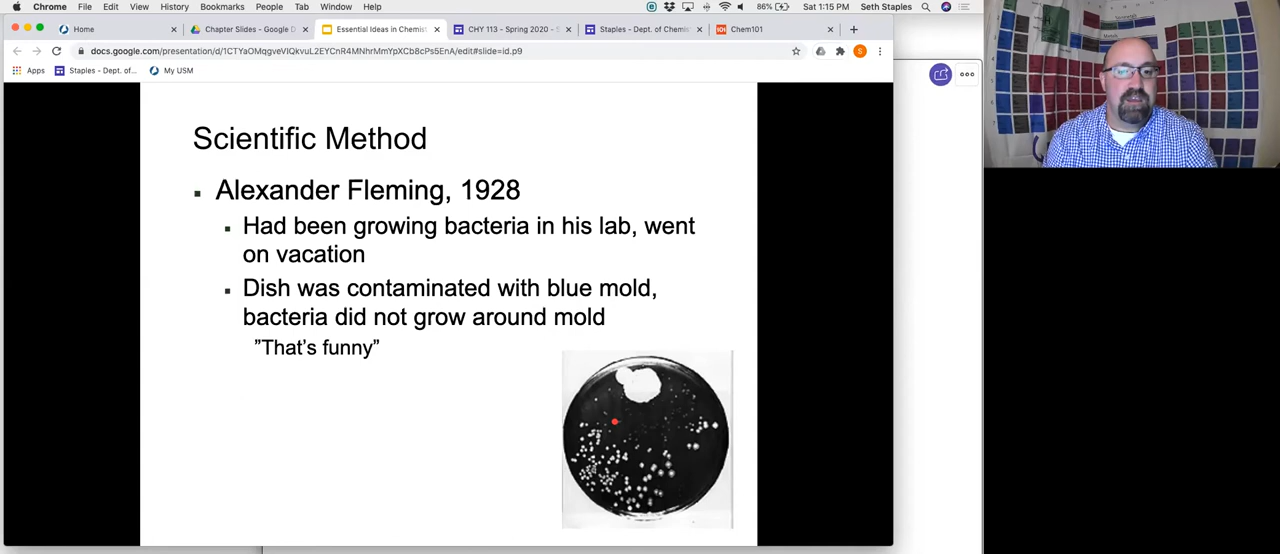 Chrome File Edit View History Bookmarks People Tab Window Help 86% Sat 1:15 PM Seth Staples
Home Chapter Slides - Google D Essential Ideas in Chemist CHY 113 - Spring 2020 - S Staples - Dept. of Chemis Chem101
docs.google.com/presentation/d/1CTYaOMqgveVIQkvuL2EYCnR4MNhrMmYpXCb8cPs5EnA/edit#slide=id.p9
Apps Staples - Dept. of... My USM
Scientific Method
Alexander Fleming, 1928
Had been growing bacteria in his lab, went
on vacation
Dish was contaminated with blue mold,
bacteria did not grow around mold
”That’s funny”